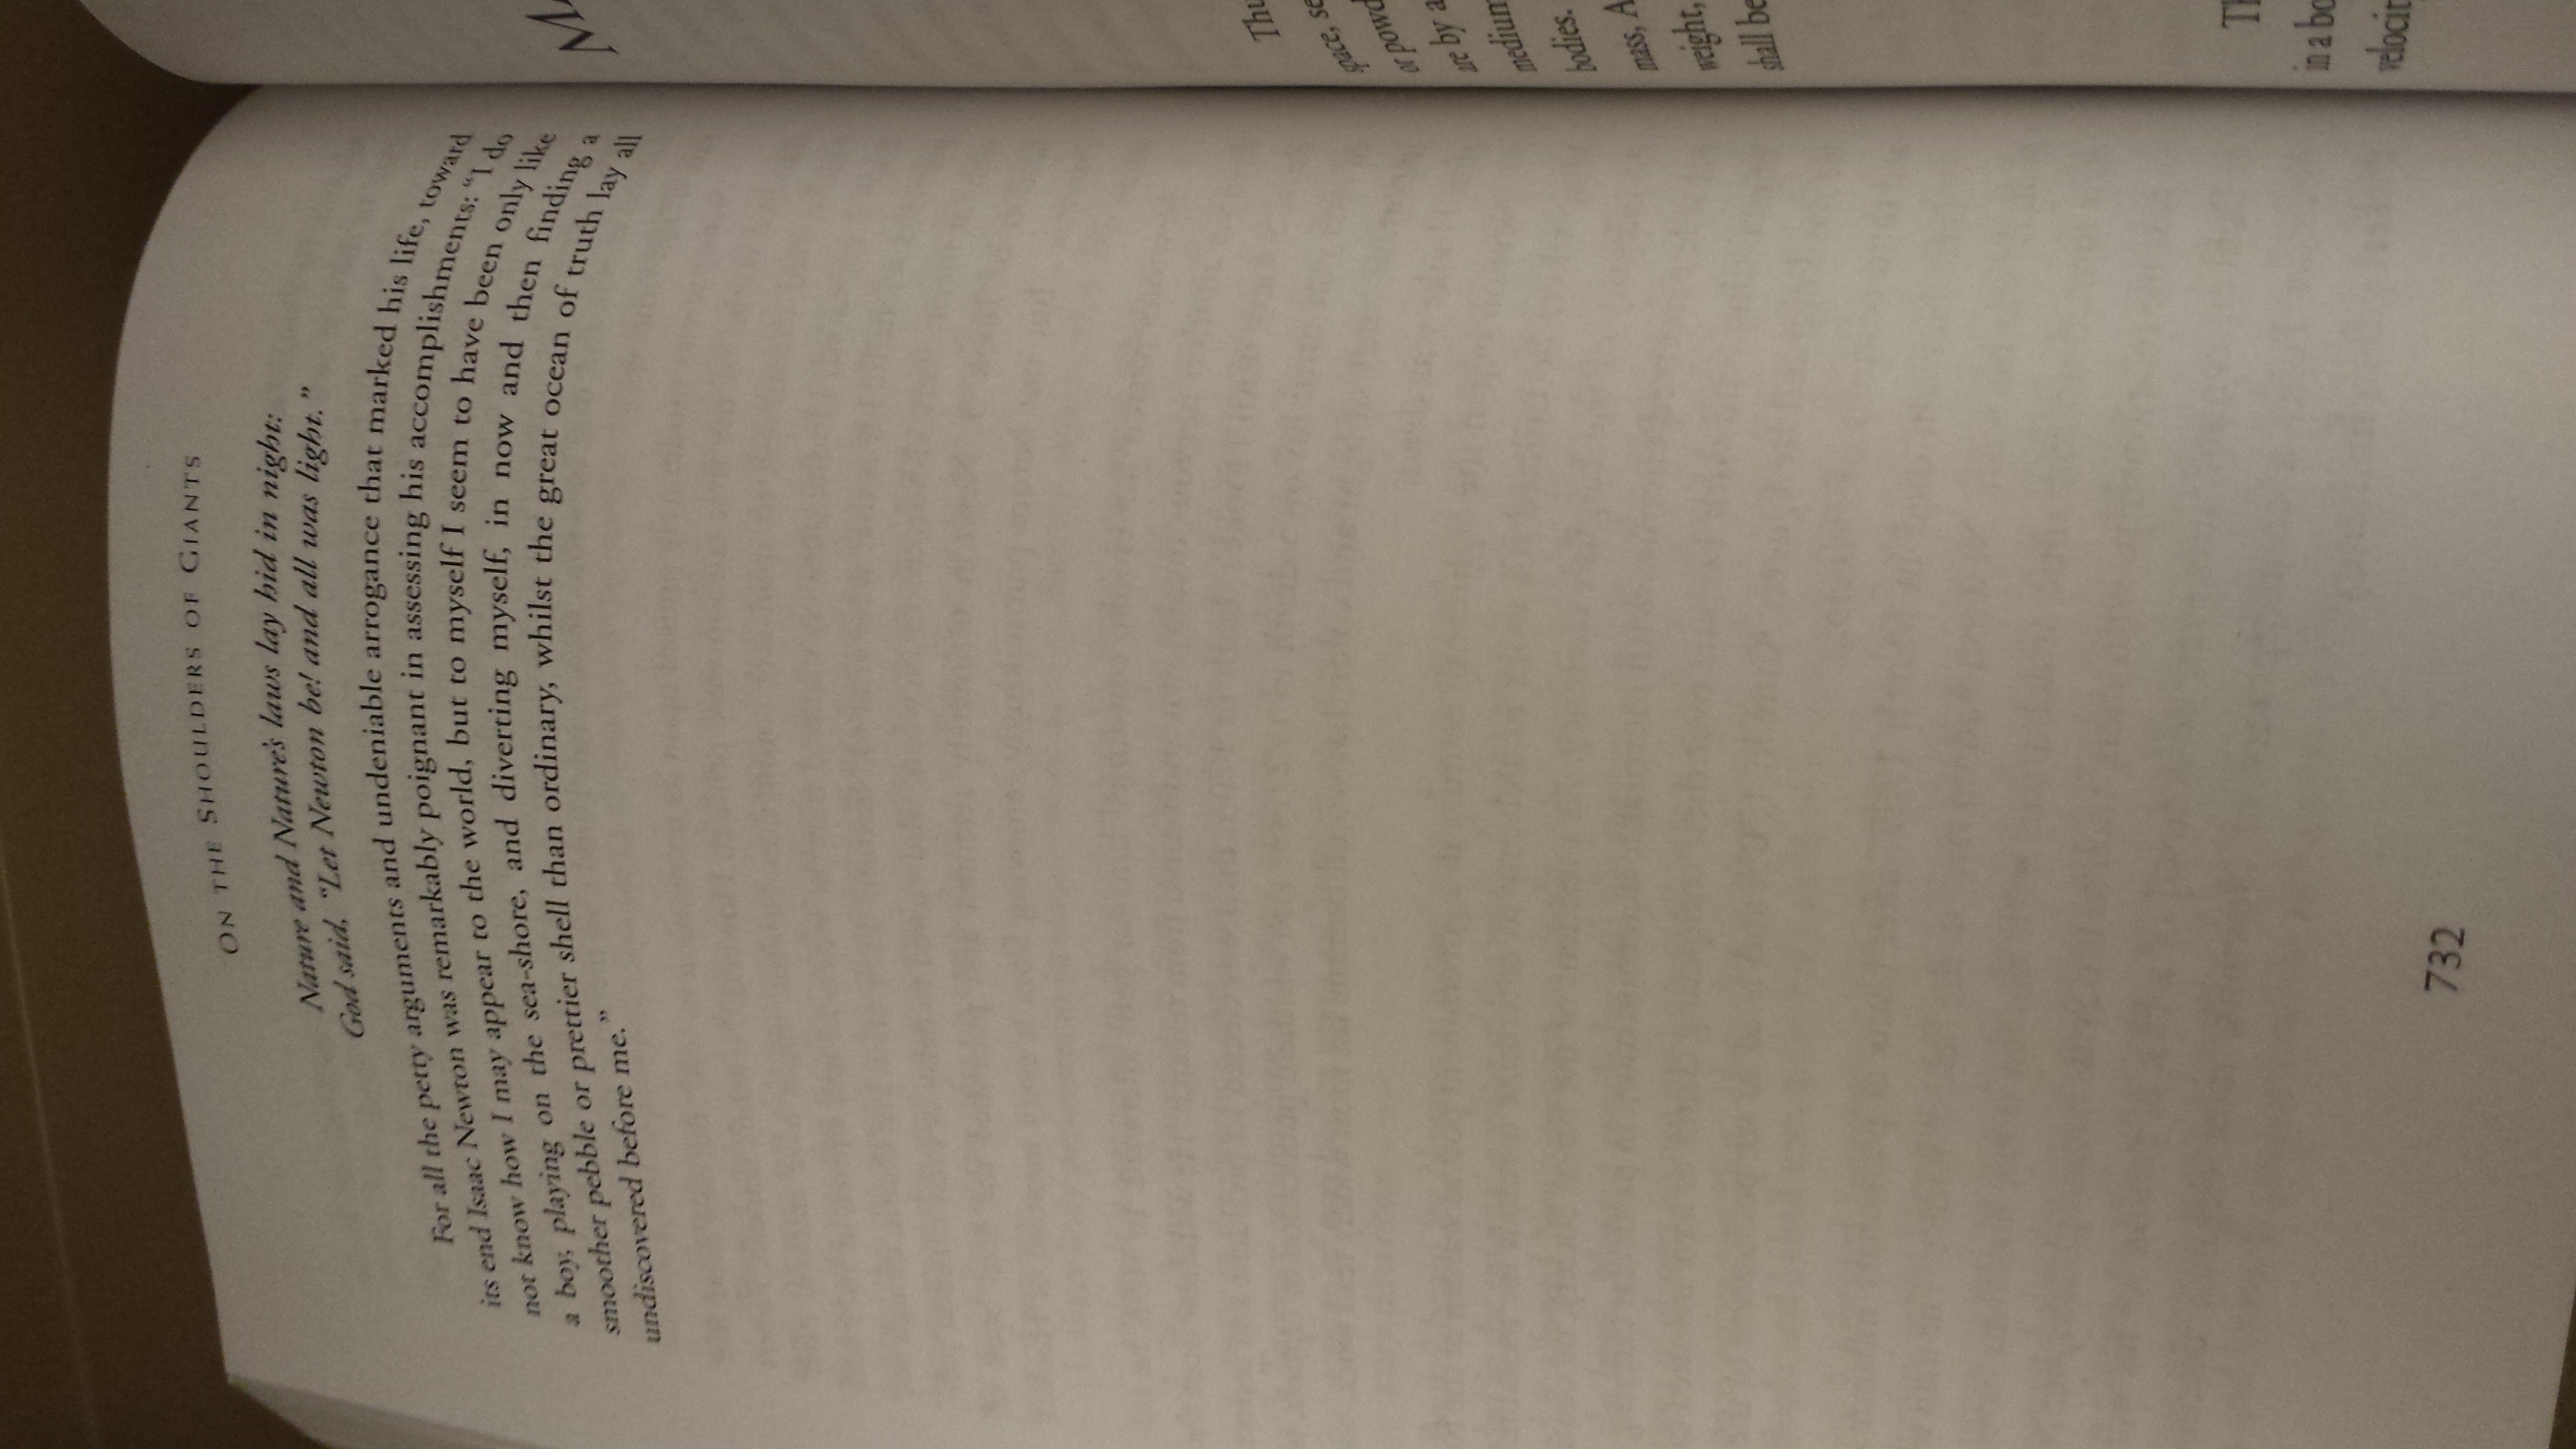 ON THE SHOULDERS OF GIANTS
Nature and Nature's laws lay hid in night:
God said, “Let Newton be! and all was light.”
For all the petty arguments and undeniable arrogance that marked his life, toward
its end Isaac Newton was remarkably poignant in assessing his accomplishments: “I do
not know how I may appear to the world, but to myself I seem to have been only like
a boy, playing on the sea-shore, and diverting myself, in now and then finding a
smoother pebble or prettier shell than ordinary, whilst the great ocean of truth lay all
undiscovered before me.”
732
Thu
space, se
or powd
are by a
medium
bodies.
mass, A
weight,
shall be
Th
in a bo
velocit